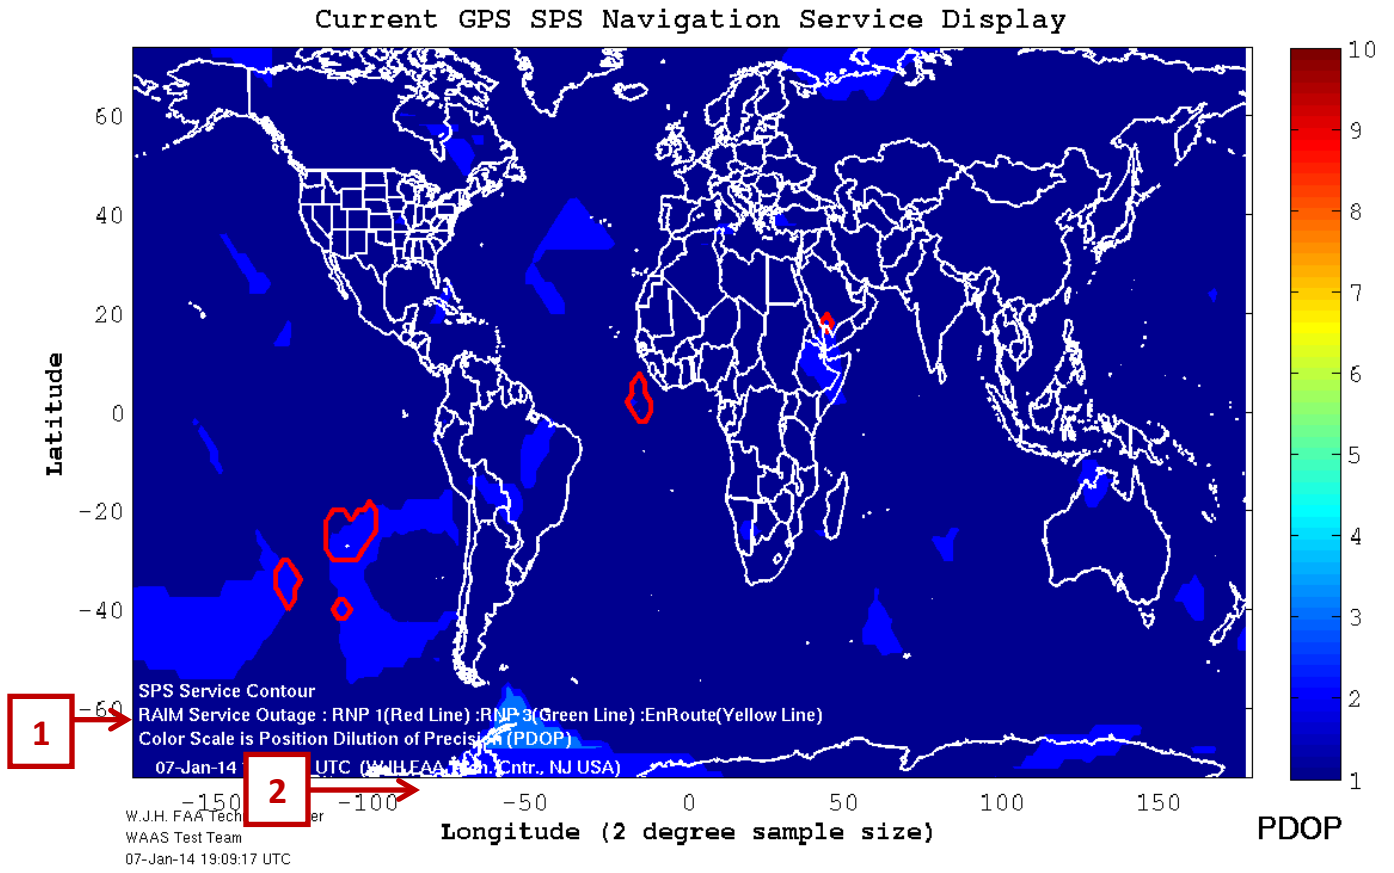 Current GPS SPS Navigation Service Display
Latitude
60
40
20
0
-20
-40
-60
SPS Service Contour
RAIM Service Outage : RNP 1(Red Line) :RNP 3(Green Line) :EnRoute(Yellow Line)
Color Scale is Position Dilution of Precision (PDOP)
07-Jan-14 UTC (WJH FAA Cntr., NJ USA)
1
2
-150
-100
-50
0
50
100
150
Longitude (2 degree sample size)
W.J.H. FAA
WAAS Test Team
07-Jan-14 19:09:17 UTC
10
9
8
7
6
5
4
3
2
1
PDOP